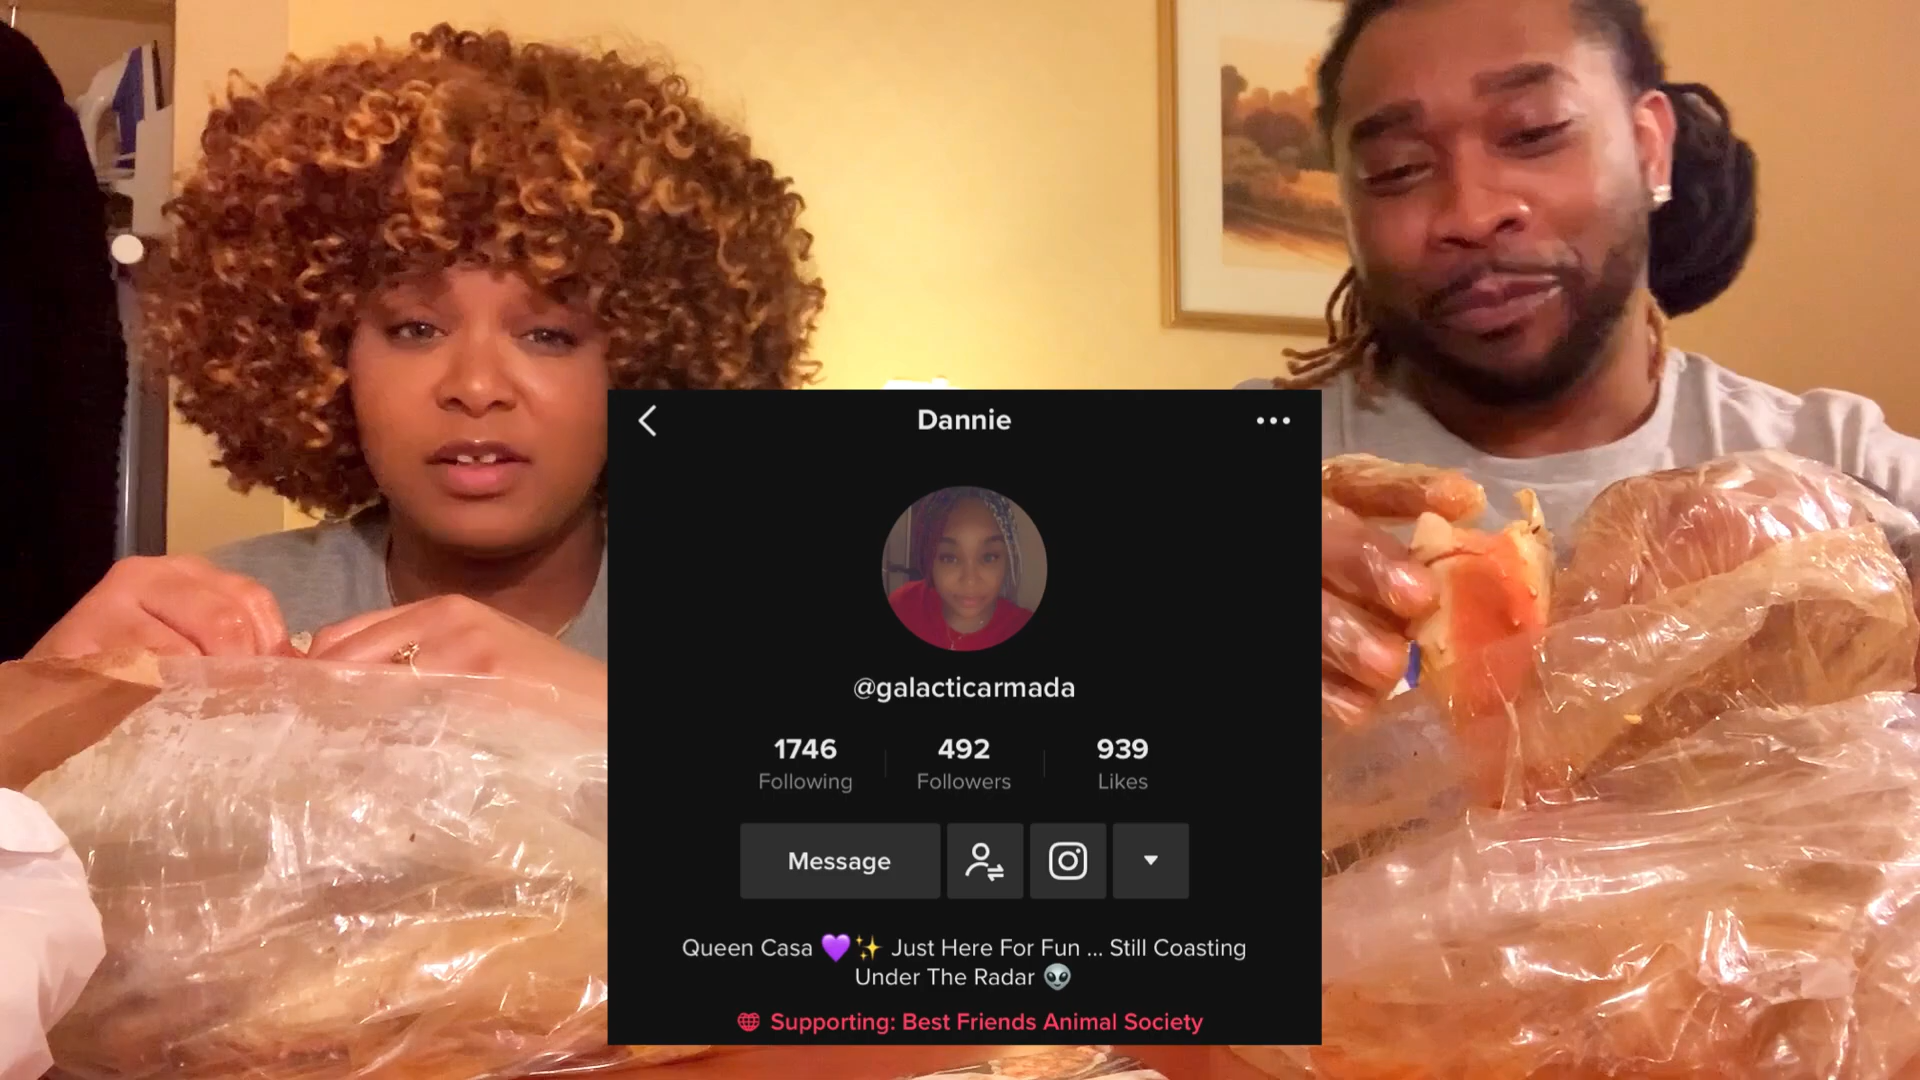 Dannie
@galacticarmada
1746 492 939
Following Followers Likes
Message
Queen Casa 💜✨ Just Here For Fun ... Still Coasting
Under The Radar 👽
Supporting: Best Friends Animal Society